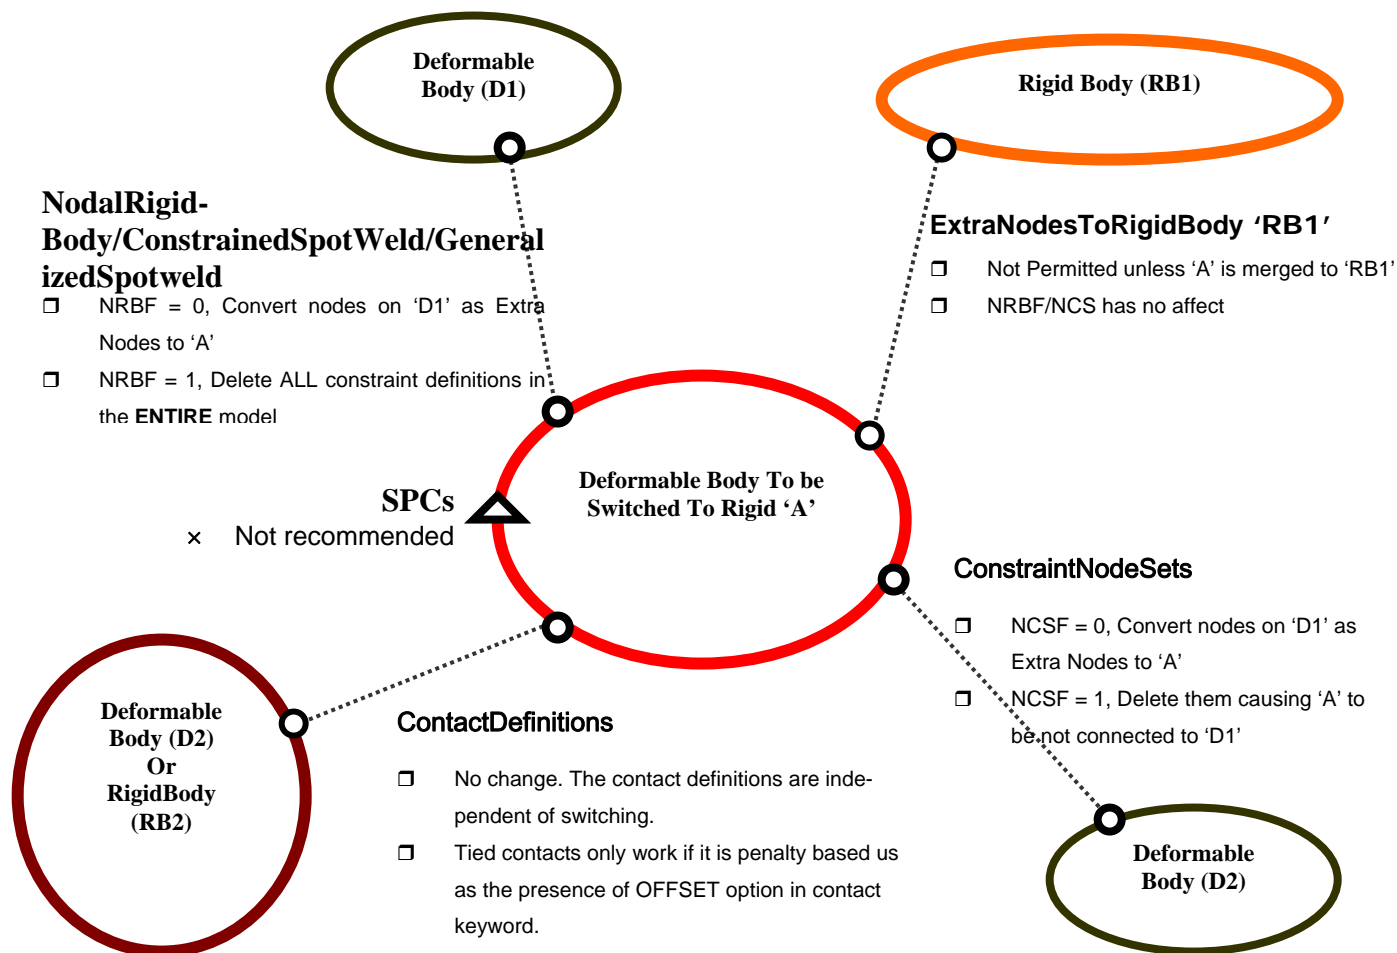 Deformable
Body (D1)
Rigid Body (RB1)
NodalRigid-
Body/ConstrainedSpotWeld/General
izedSpotweld
❒ NRBF = 0, Convert nodes on ‘D1’ as Extra
Nodes to ‘A’
❒ NRBF = 1, Delete ALL constraint definitions in
the ENTIRE model
ExtraNodesToRigidBody ‘RB1’
❒ Not Permitted unless ‘A’ is merged to ‘RB1’
❒ NRBF/NCS has no affect
Deformable Body To be
Switched To Rigid ‘A’
SPCs
× Not recommended
ConstraintNodeSets
❒ NCSF = 0, Convert nodes on ‘D1’ as
Extra Nodes to ‘A’
❒ NCSF = 1, Delete them causing ‘A’ to
be not connected to ‘D1’
Deformable
Body (D2)
Or
RigidBody
(RB2)
ContactDefinitions
❒ No change. The contact definitions are inde-
pendent of switching.
❒ Tied contacts only work if it is penalty based us
as the presence of OFFSET option in contact
keyword.
Deformable
Body (D2)